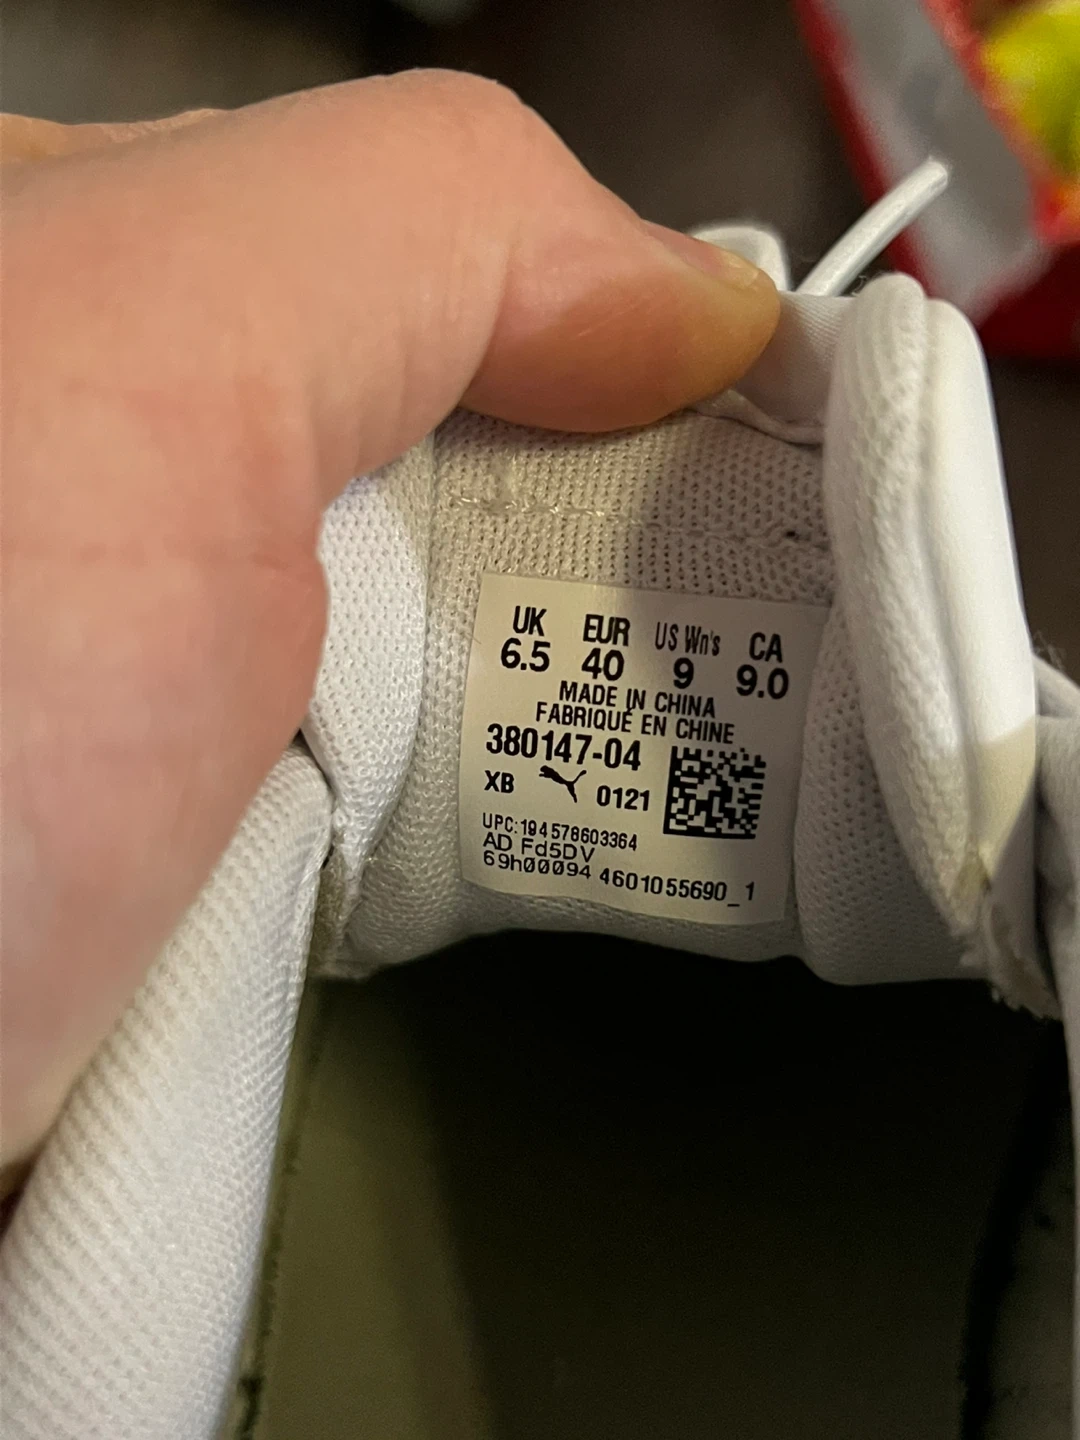 UK EUR US Wn's CA
6.5 40 9 9.0
MADE IN CHINA
FABRIQUÉ EN CHINE
380147-04
XB 0121
UPC:194578603364
AD Fd5DV
69h00094 4601055690_1